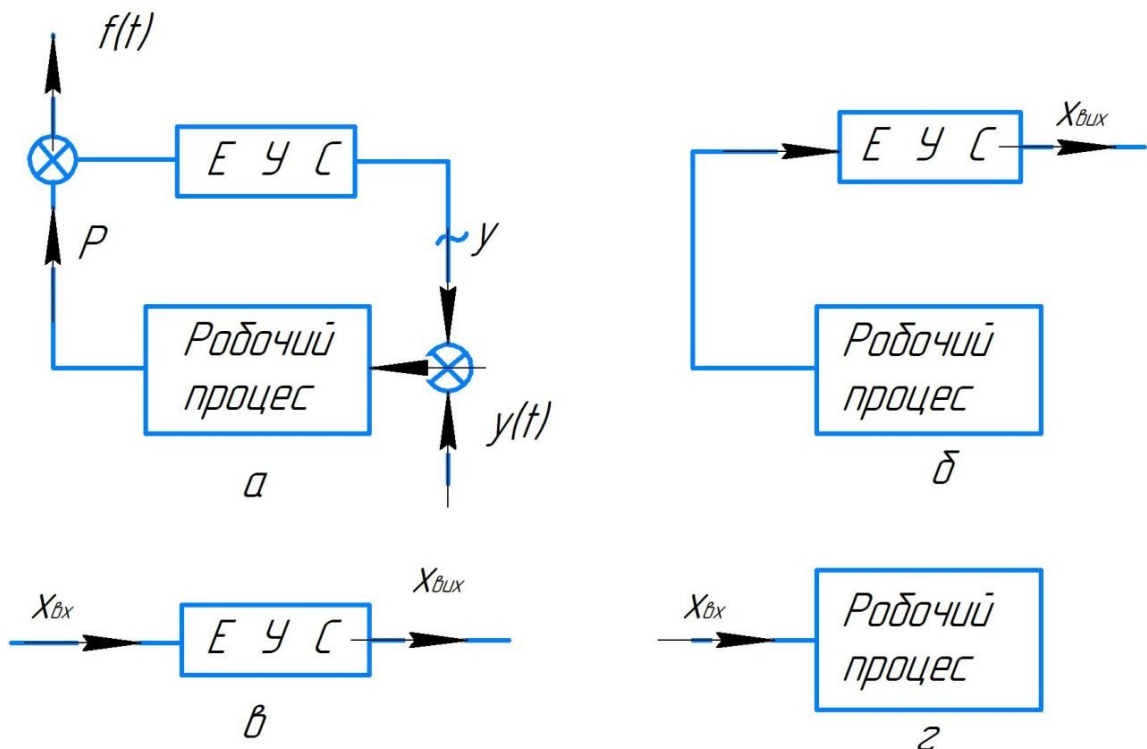 f(t)
Е У С
P
y
Робочий
процес
y(t)
а
Е У С
Xвих
Робочий
процес
б
Xвх
Е У С
Xвих
в
Xвх
Робочий
процес
г